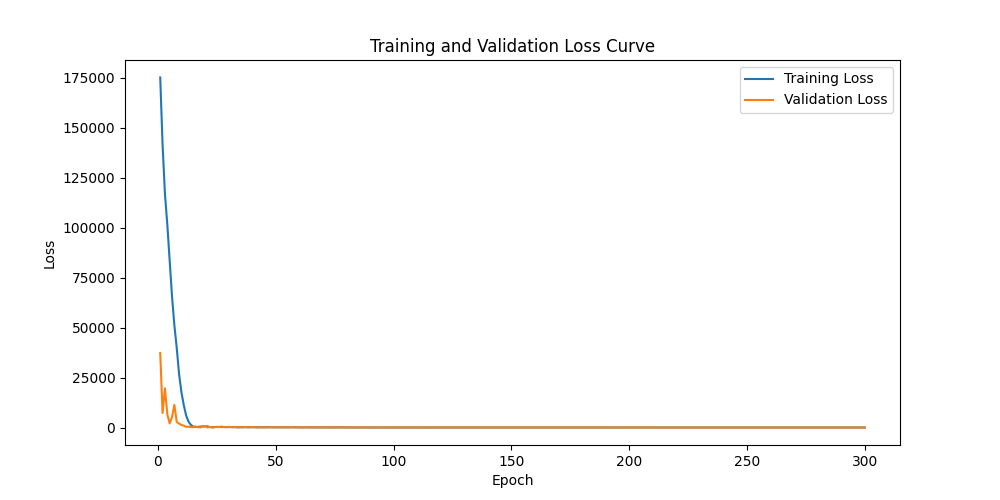 Training and Validation Loss Curve
Training Loss
Validation Loss
175000
150000
125000
100000
75000
50000
25000
0
Loss
0 50 100 150 200 250 300
Epoch